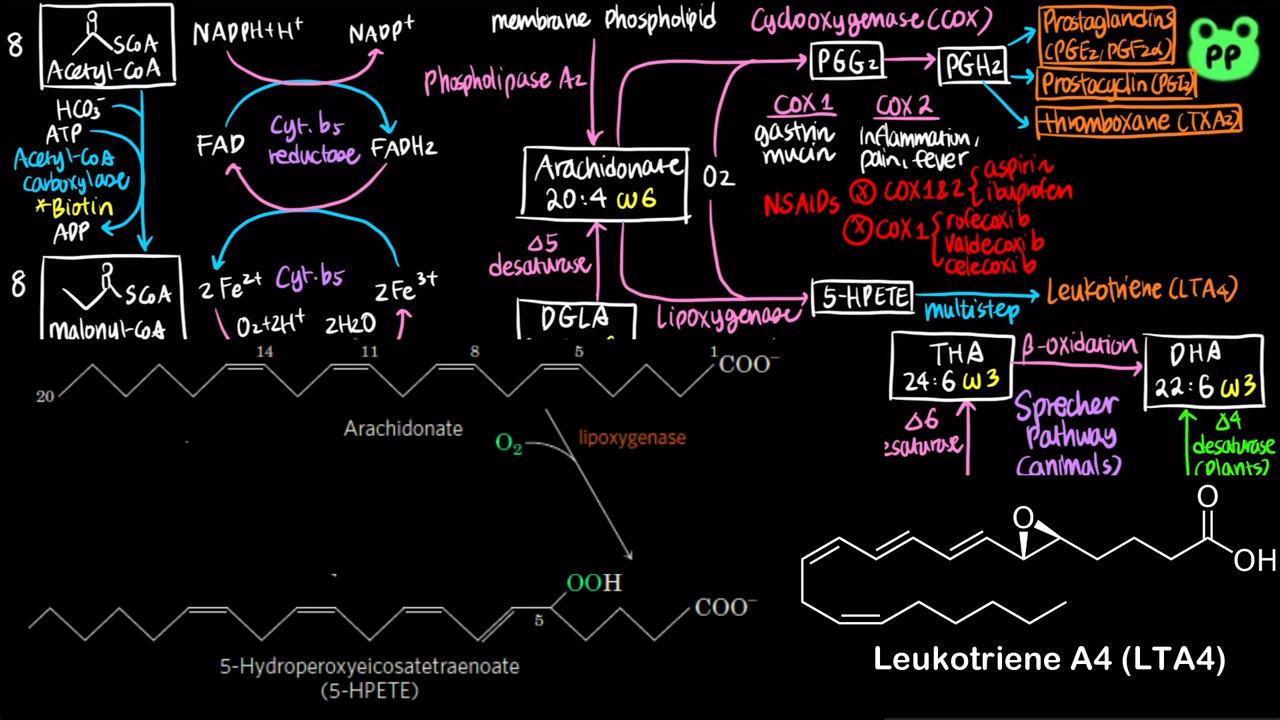 8
SCoA
Acetyl-CoA
HCO3-
ATP
Acetyl-CoA
carboxylase
*Biotin
ADP
8
SCoA
malonyl-CoA
NADPH+H+
NADP+
FAD
Cyt. b5
reductase
FADH2
2 Fe2+
Cyt. b5
2 Fe3+
O2+2H+
2H2O
membrane phospholipid
Phospholipase A2
Arachidonate
20:4 ω6
Δ5
desaturase
DGLA
O2
Cyclooxygenase (COX)
PGG2
PGH2
Prostaglandins
(PGE2, PGF2α)
Prostacyclin (PGI2)
thromboxane (TXA2)
PP
COX 1
gastrin
mucin
COX 2
inflammation,
pain, fever
NSAIDs
X COX 1&2
aspirin
ibuprofen
X COX 1
rofecoxib
valdecoxib
celecoxib
lipoxygenase
5-HPETE
multistep
Leukotriene (LTA4)
THA
24:6 ω3
β-oxidation
DHA
22:6 ω3
Δ6
esaturase
Sprecher
Pathway
(animals)
Δ4
desaturase
(plants)
20
14
11
8
5
1
COO−
Arachidonate
O2
lipoxygenase
OOH
5
COO−
5-Hydroperoxyeicosatetraenoate
(5-HPETE)
O
O
OH
Leukotriene A4 (LTA4)